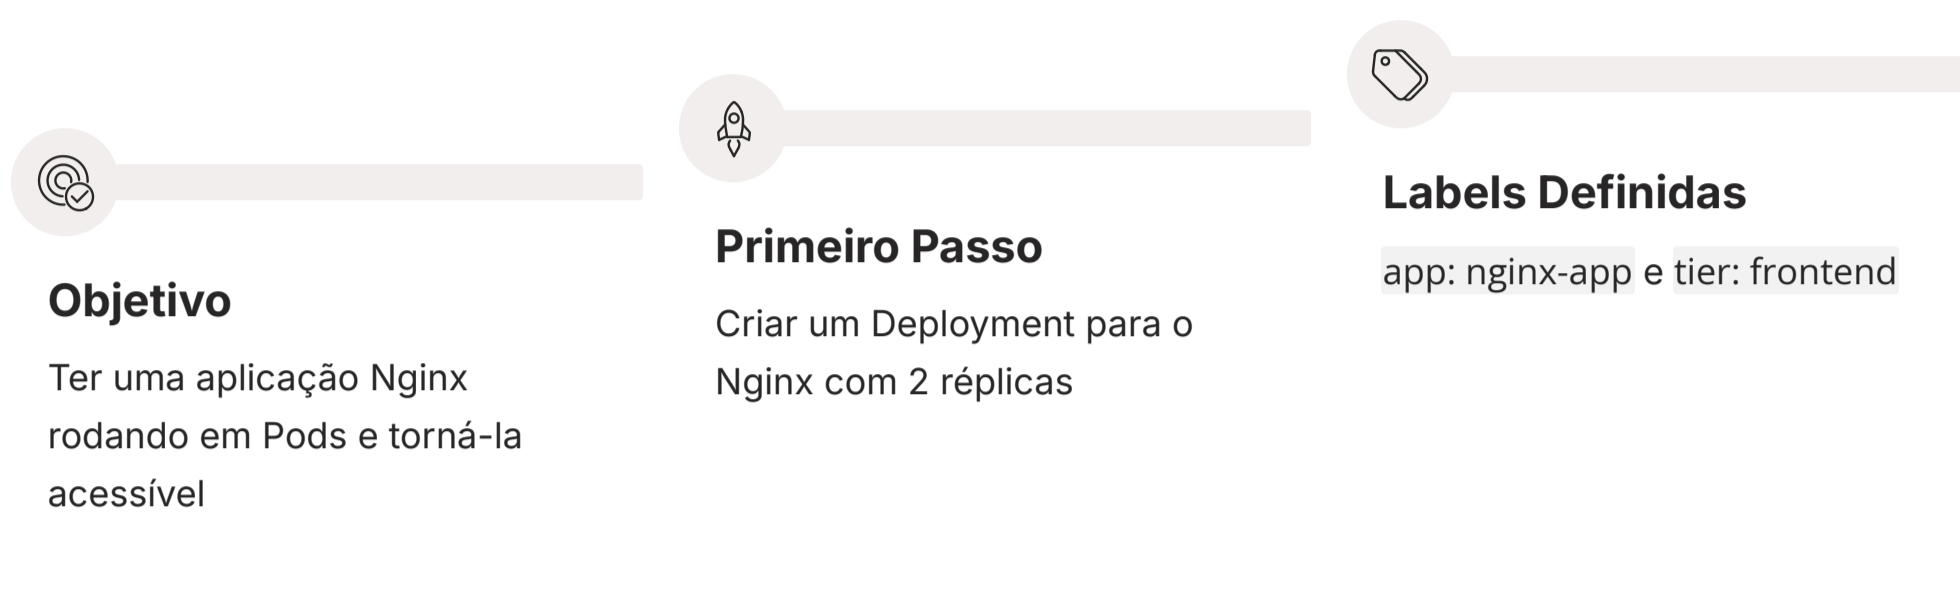 Objetivo
Ter uma aplicação Nginx
rodando em Pods e torná-la
acessível
Primeiro Passo
Criar um Deployment para o
Nginx com 2 réplicas
Labels Definidas
app: nginx-app e tier: frontend